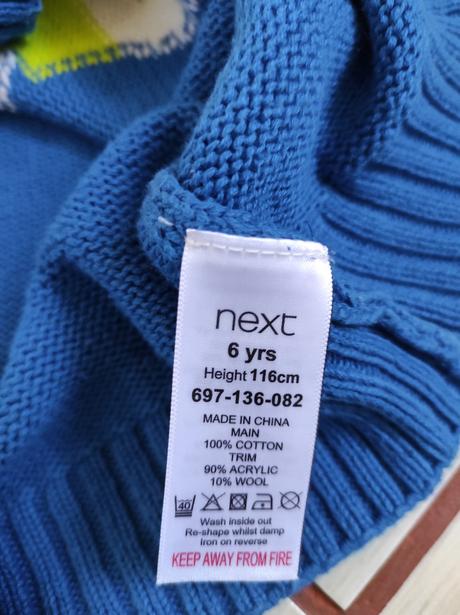 next
6 yrs
Height 116cm
697-136-082
MADE IN CHINA
MAIN
100% COTTON
TRIM
90% ACRYLIC
10% WOOL
40
Wash inside out
Re-shape whilst damp
Iron on reverse
KEEP AWAY FROM FIRE